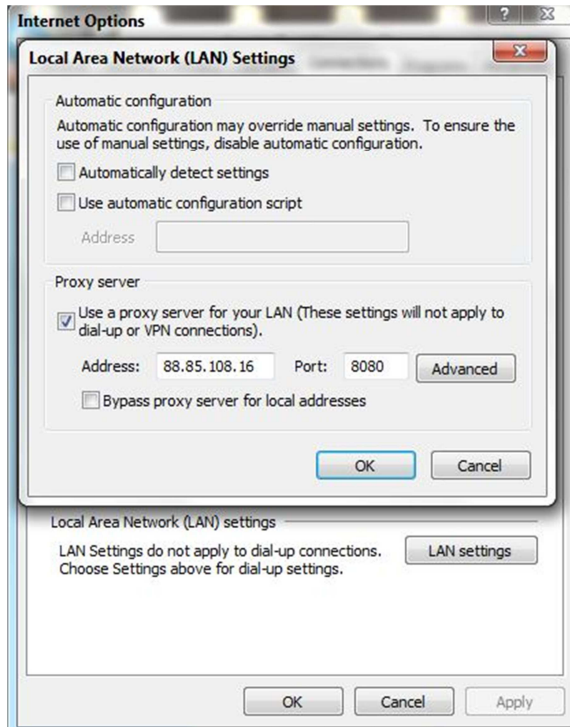 Internet Options
Local Area Network (LAN) Settings
Automatic configuration
Automatic configuration may override manual settings. To ensure the
use of manual settings, disable automatic configuration.
Automatically detect settings
Use automatic configuration script
Address
Proxy server
Use a proxy server for your LAN (These settings will not apply to
dial-up or VPN connections).
Address: 88.85.108.16 Port: 8080 Advanced
Bypass proxy server for local addresses
OK Cancel
Local Area Network (LAN) settings
LAN Settings do not apply to dial-up connections.
Choose Settings above for dial-up settings.
LAN settings
OK Cancel Apply